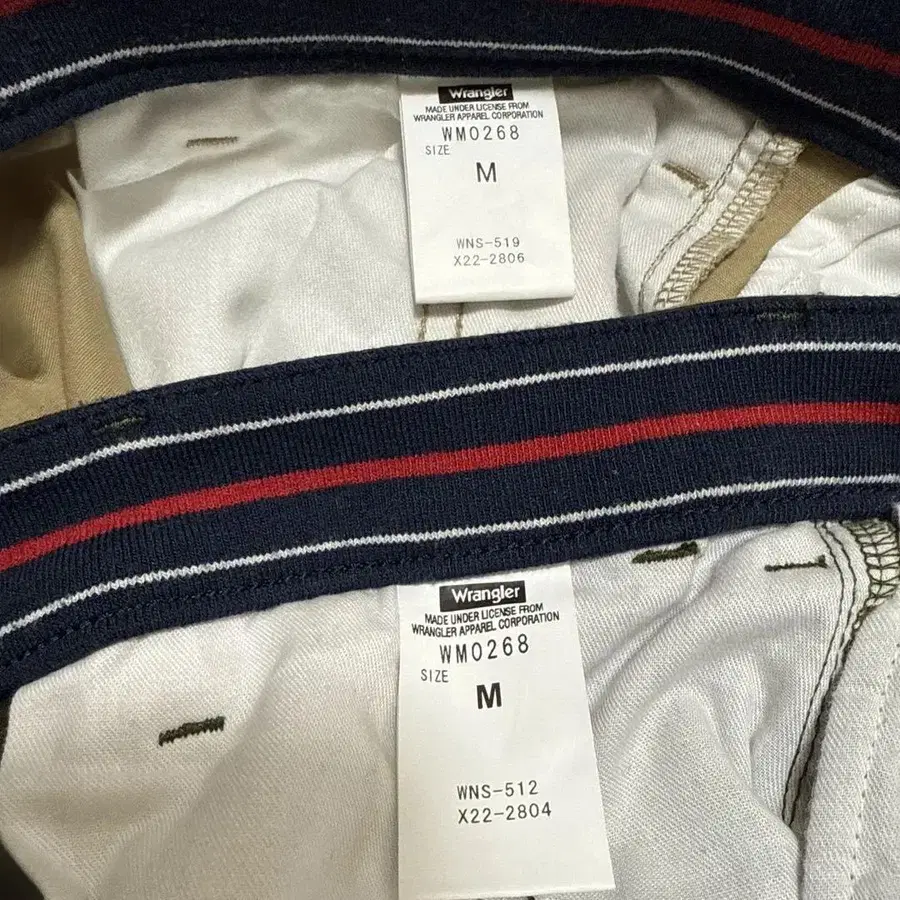 Wrangler
MADE UNDER LICENSE FROM
WRANGLER APPAREL CORPORATION
WM0268
SIZE
M
WNS-519
X22-2806
Wrangler
MADE UNDER LICENSE FROM
WRANGLER APPAREL CORPORATION
WM0268
SIZE
M
WNS-512
X22-2804